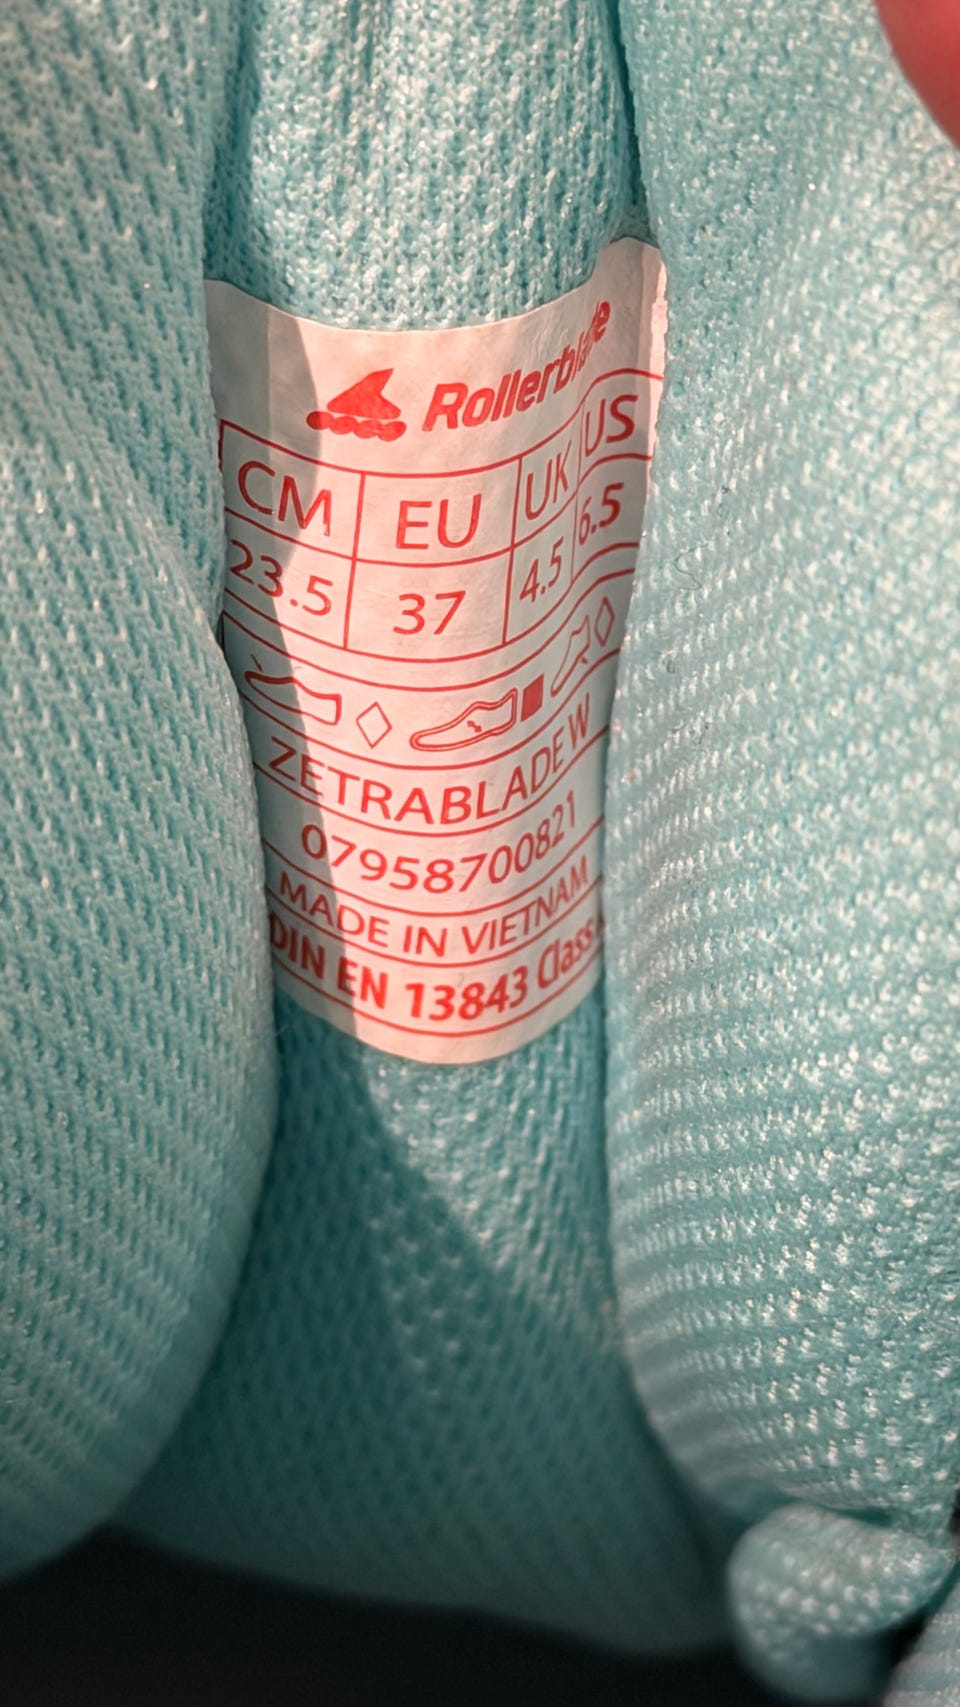 Rollerblade
CM EU UK US
23.5 37 4.5 6.5
ZETRABLADE W
07958700821
MADE IN VIETNAM
DIN EN 13843 Class